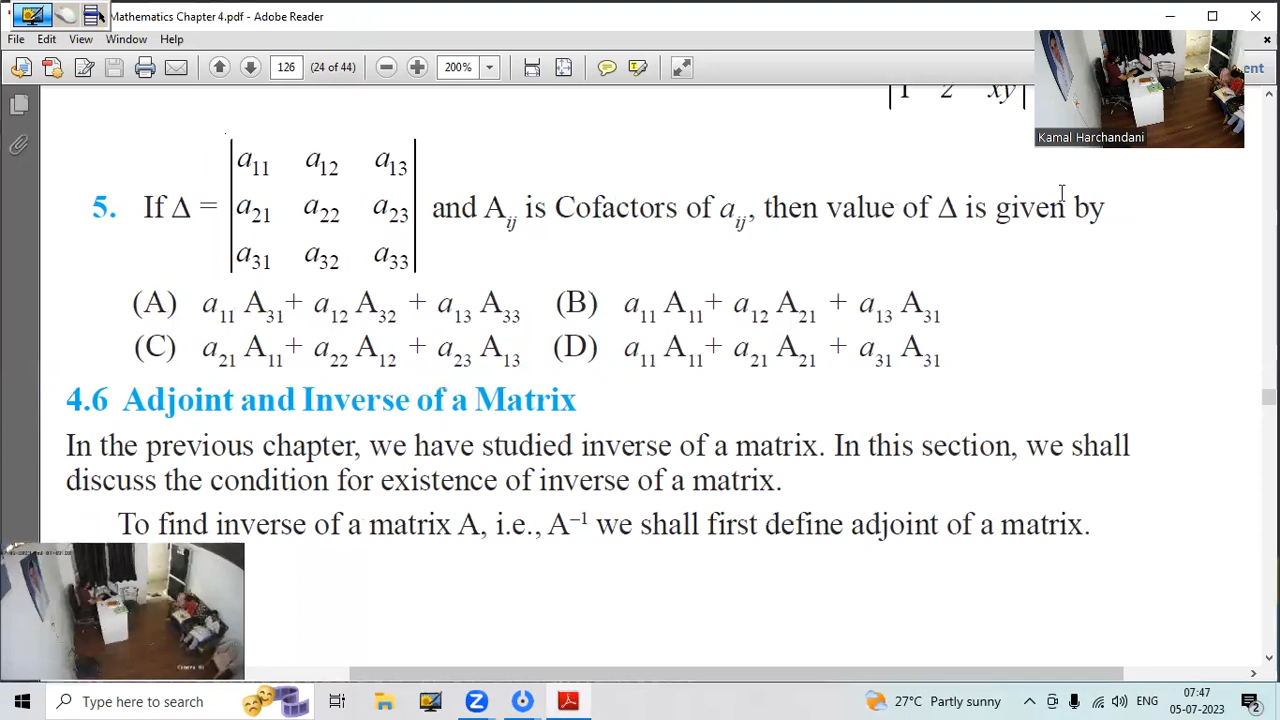 Mathematics Chapter 4.pdf - Adobe Reader
File Edit View Window Help
126 (24 of 44) 200%
1 z xy
Kamal Harchandani
a11 a12 a13
5. If Δ = a21 a22 a23 and Aij is Cofactors of aij, then value of Δ is given by
a31 a32 a33
(A) a11 A31+ a12 A32 + a13 A33 (B) a11 A11+ a12 A21 + a13 A31
(C) a21 A11+ a22 A12 + a23 A13 (D) a11 A11+ a21 A21 + a31 A31
4.6 Adjoint and Inverse of a Matrix
In the previous chapter, we have studied inverse of a matrix. In this section, we shall
discuss the condition for existence of inverse of a matrix.
To find inverse of a matrix A, i.e., A–1 we shall first define adjoint of a matrix.
Type here to search
27°C Partly sunny
ENG
07:47
05-07-2023
2